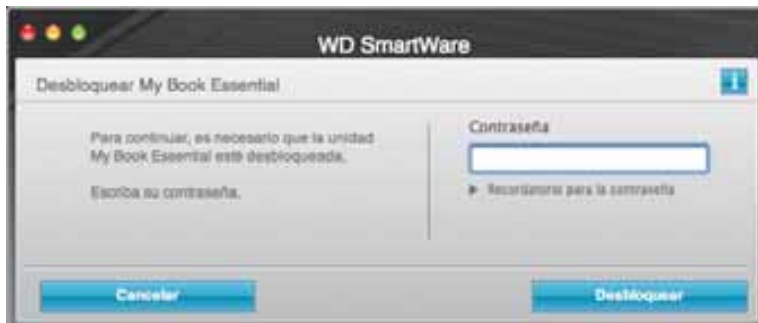 WD SmartWare
Desbloquear My Book Essential
Para continuar, es necesario que la unidad
My Book Essential esté desbloqueada.
Escriba su contraseña.
Contraseña
Recordatorio para la contraseña
Cancelar
Desbloquear